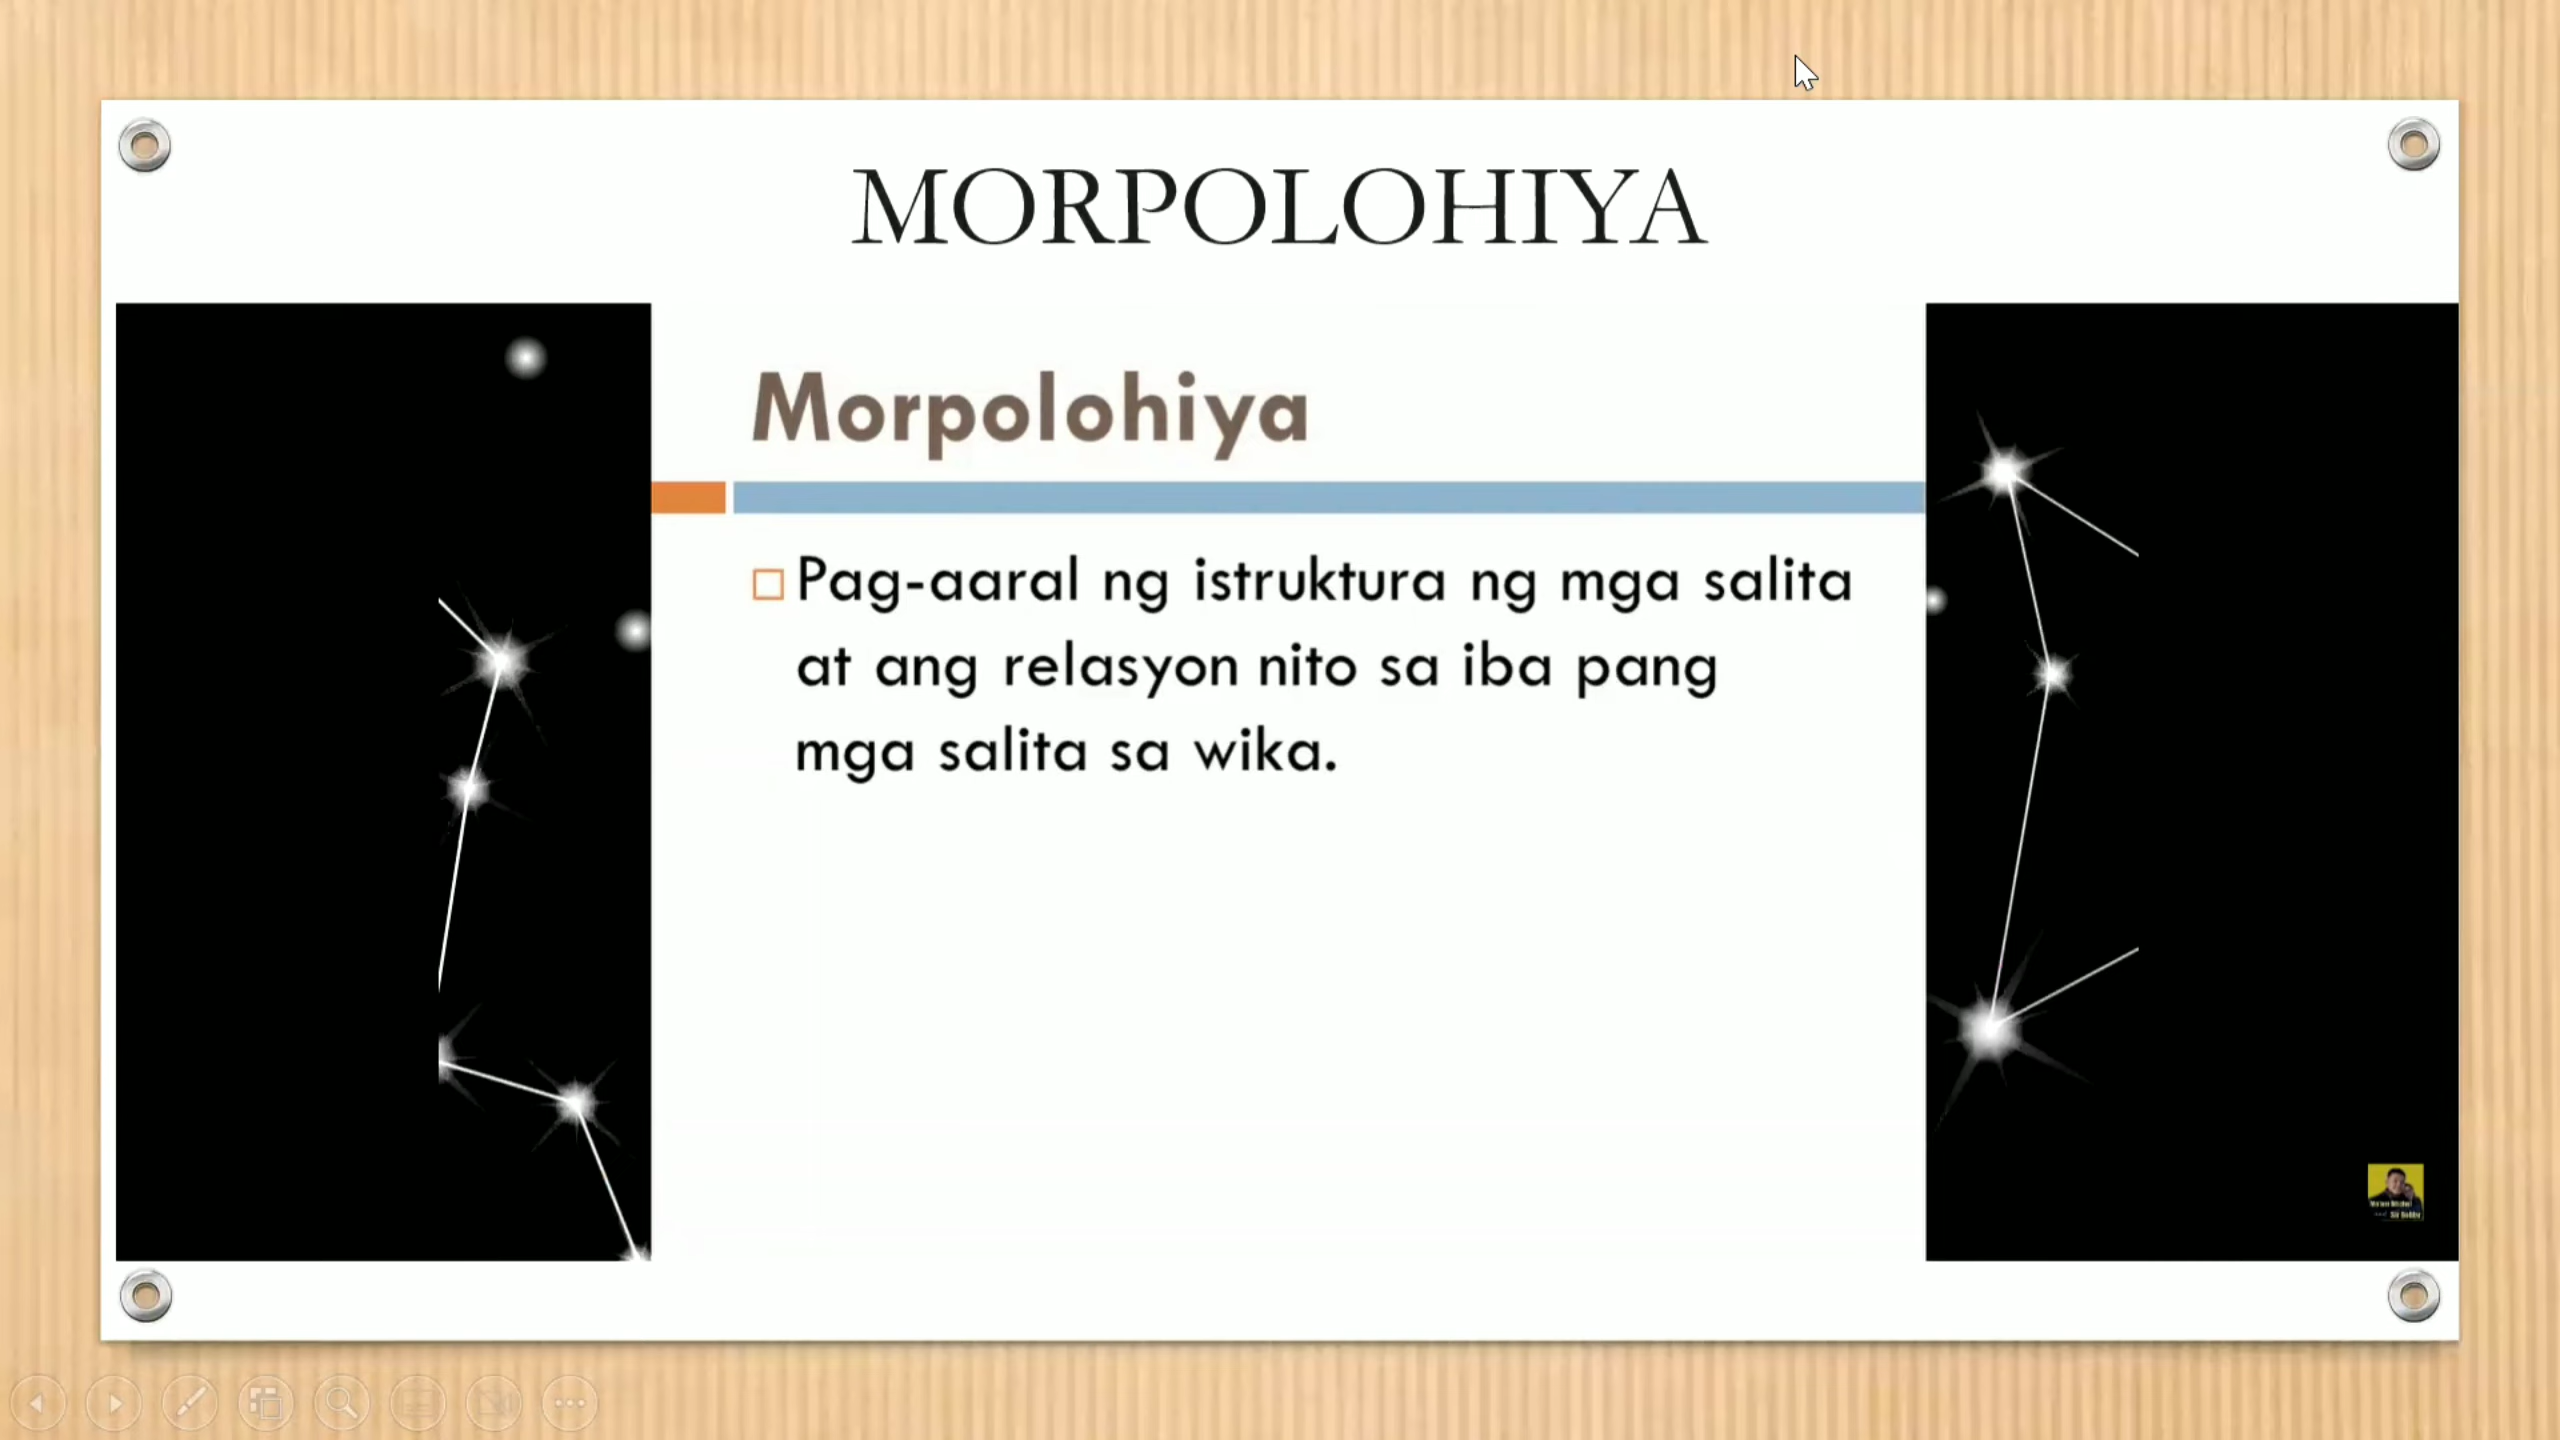 MORPOLOHIYA
Morpolohiya
Pag-aaral ng istruktura ng mga salita
at ang relasyon nito sa iba pang
mga salita sa wika.